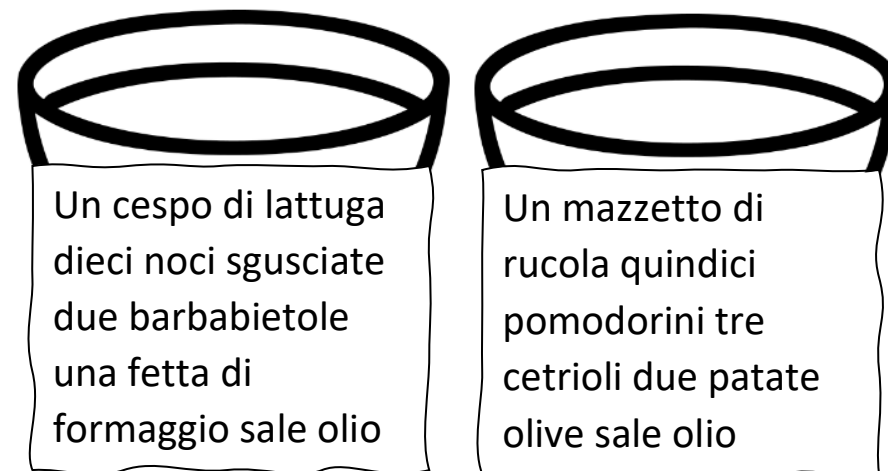 Un cespo di lattuga
dieci noci sgusciate
due barbabietole
una fetta di
formaggio sale olio
Un mazzetto di
rucola quindici
pomodorini tre
cetrioli due patate
olive sale olio